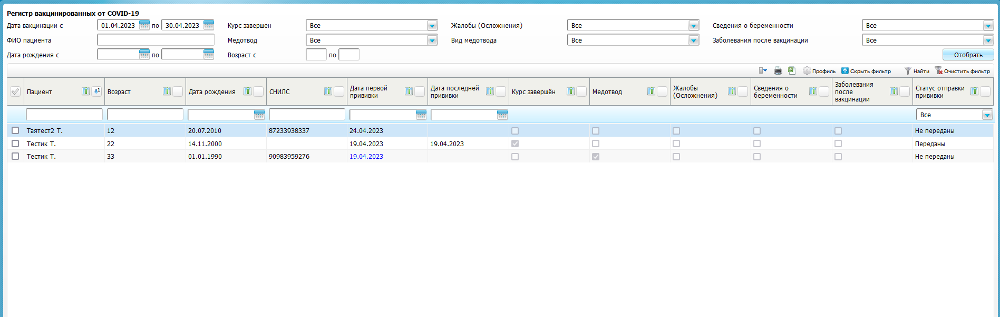 Регистр вакцинированных от COVID-19
Дата вакцинации с 01.04.2023 по 30.04.2023 Курс завершен Все Жалобы (Осложнения) Все Сведения о беременности Все
ФИО пациента Медотвод Все Вид медотвода Все Заболевания после вакцинации Все
Дата рождения с по Возраст с по Отобрать
Профиль Скрыть фильтр Найти Очистить фильтр
Пациент 1 Возраст Дата рождения СНИЛС Дата первой прививки Дата последней прививки Курс завершён Медотвод Жалобы (Осложнения) Сведения о беременности Заболевания после вакцинации Статус отправки прививки
Все
Таятест2 Т. 12 20.07.2010 87233938337 24.04.2023 Не переданы
Тестик Т. 22 14.11.2000 19.04.2023 19.04.2023 Переданы
Тестик Т. 33 01.01.1990 90983959276 19.04.2023 Не переданы